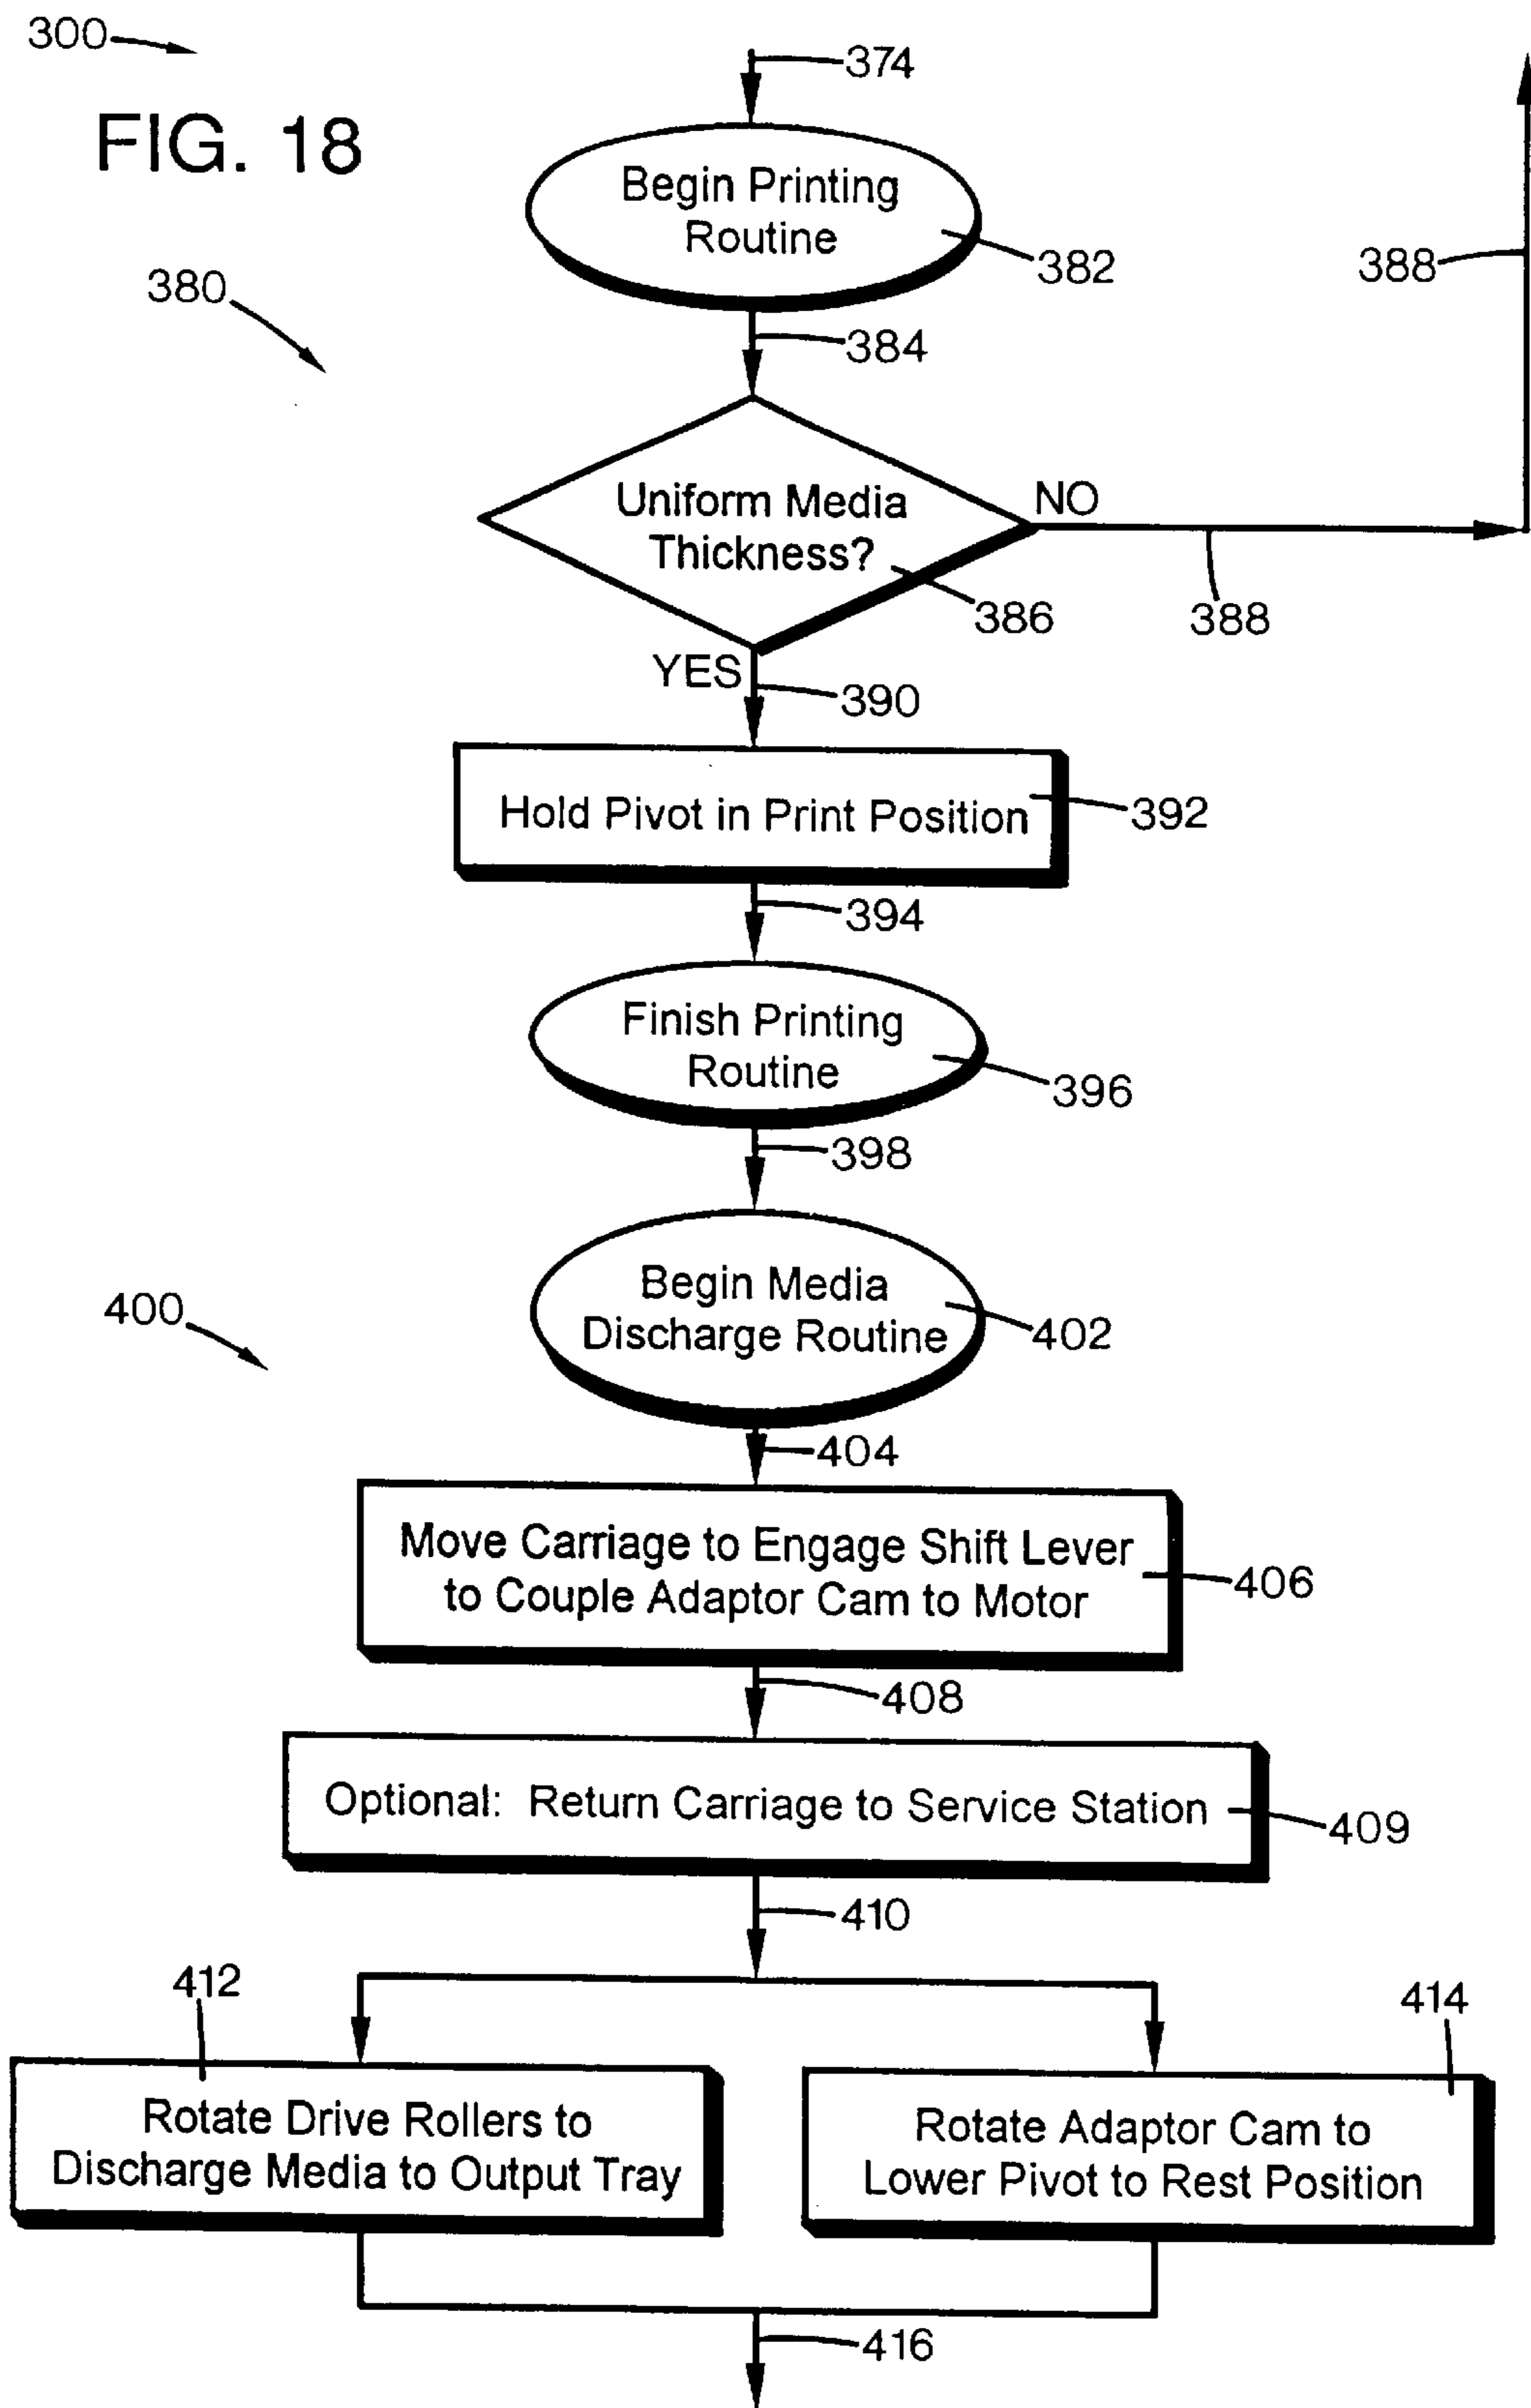 300
374
FIG. 18
Begin Printing
Routine
382
388
380
384
Uniform Media
Thickness?
NO
386
388
YES
390
Hold Pivot in Print Position
392
394
Finish Printing
Routine
396
398
Begin Media
Discharge Routine
402
400
404
Move Carriage to Engage Shift Lever
to Couple Adaptor Cam to Motor
406
408
Optional: Return Carriage to Service Station
409
410
412
414
Rotate Drive Rollers to
Discharge Media to Output Tray
Rotate Adaptor Cam to
Lower Pivot to Rest Position
416